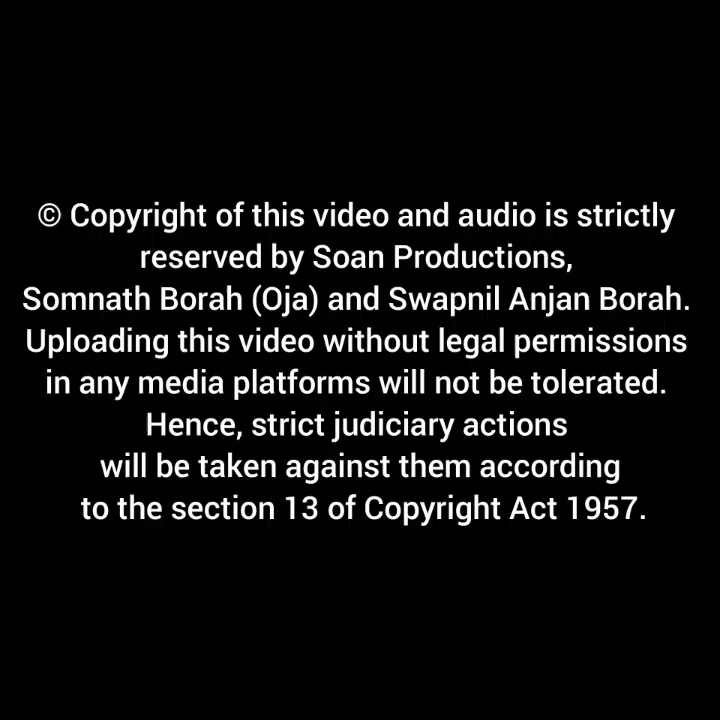 © Copyright of this video and audio is strictly
reserved by Soan Productions,
Somnath Borah (Oja) and Swapnil Anjan Borah.
Uploading this video without legal permissions
in any media platforms will not be tolerated.
Hence, strict judiciary actions
will be taken against them according
to the section 13 of Copyright Act 1957.